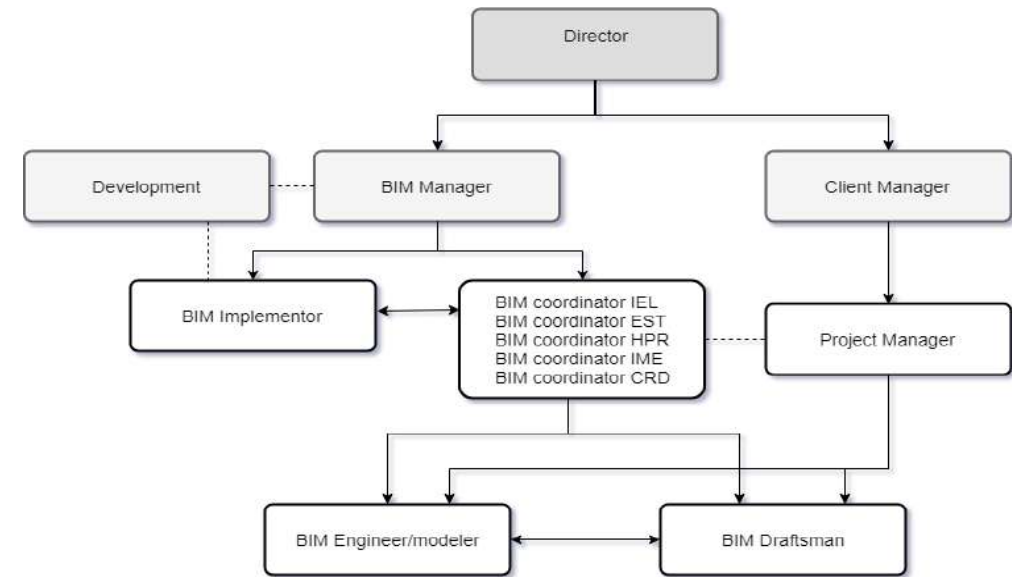 Director
Development
BIM Manager
Client Manager
BIM Implementor
BIM coordinator IEL
BIM coordinator EST
BIM coordinator HPR
BIM coordinator IME
BIM coordinator CRD
Project Manager
BIM Engineer/modeler
BIM Draftsman